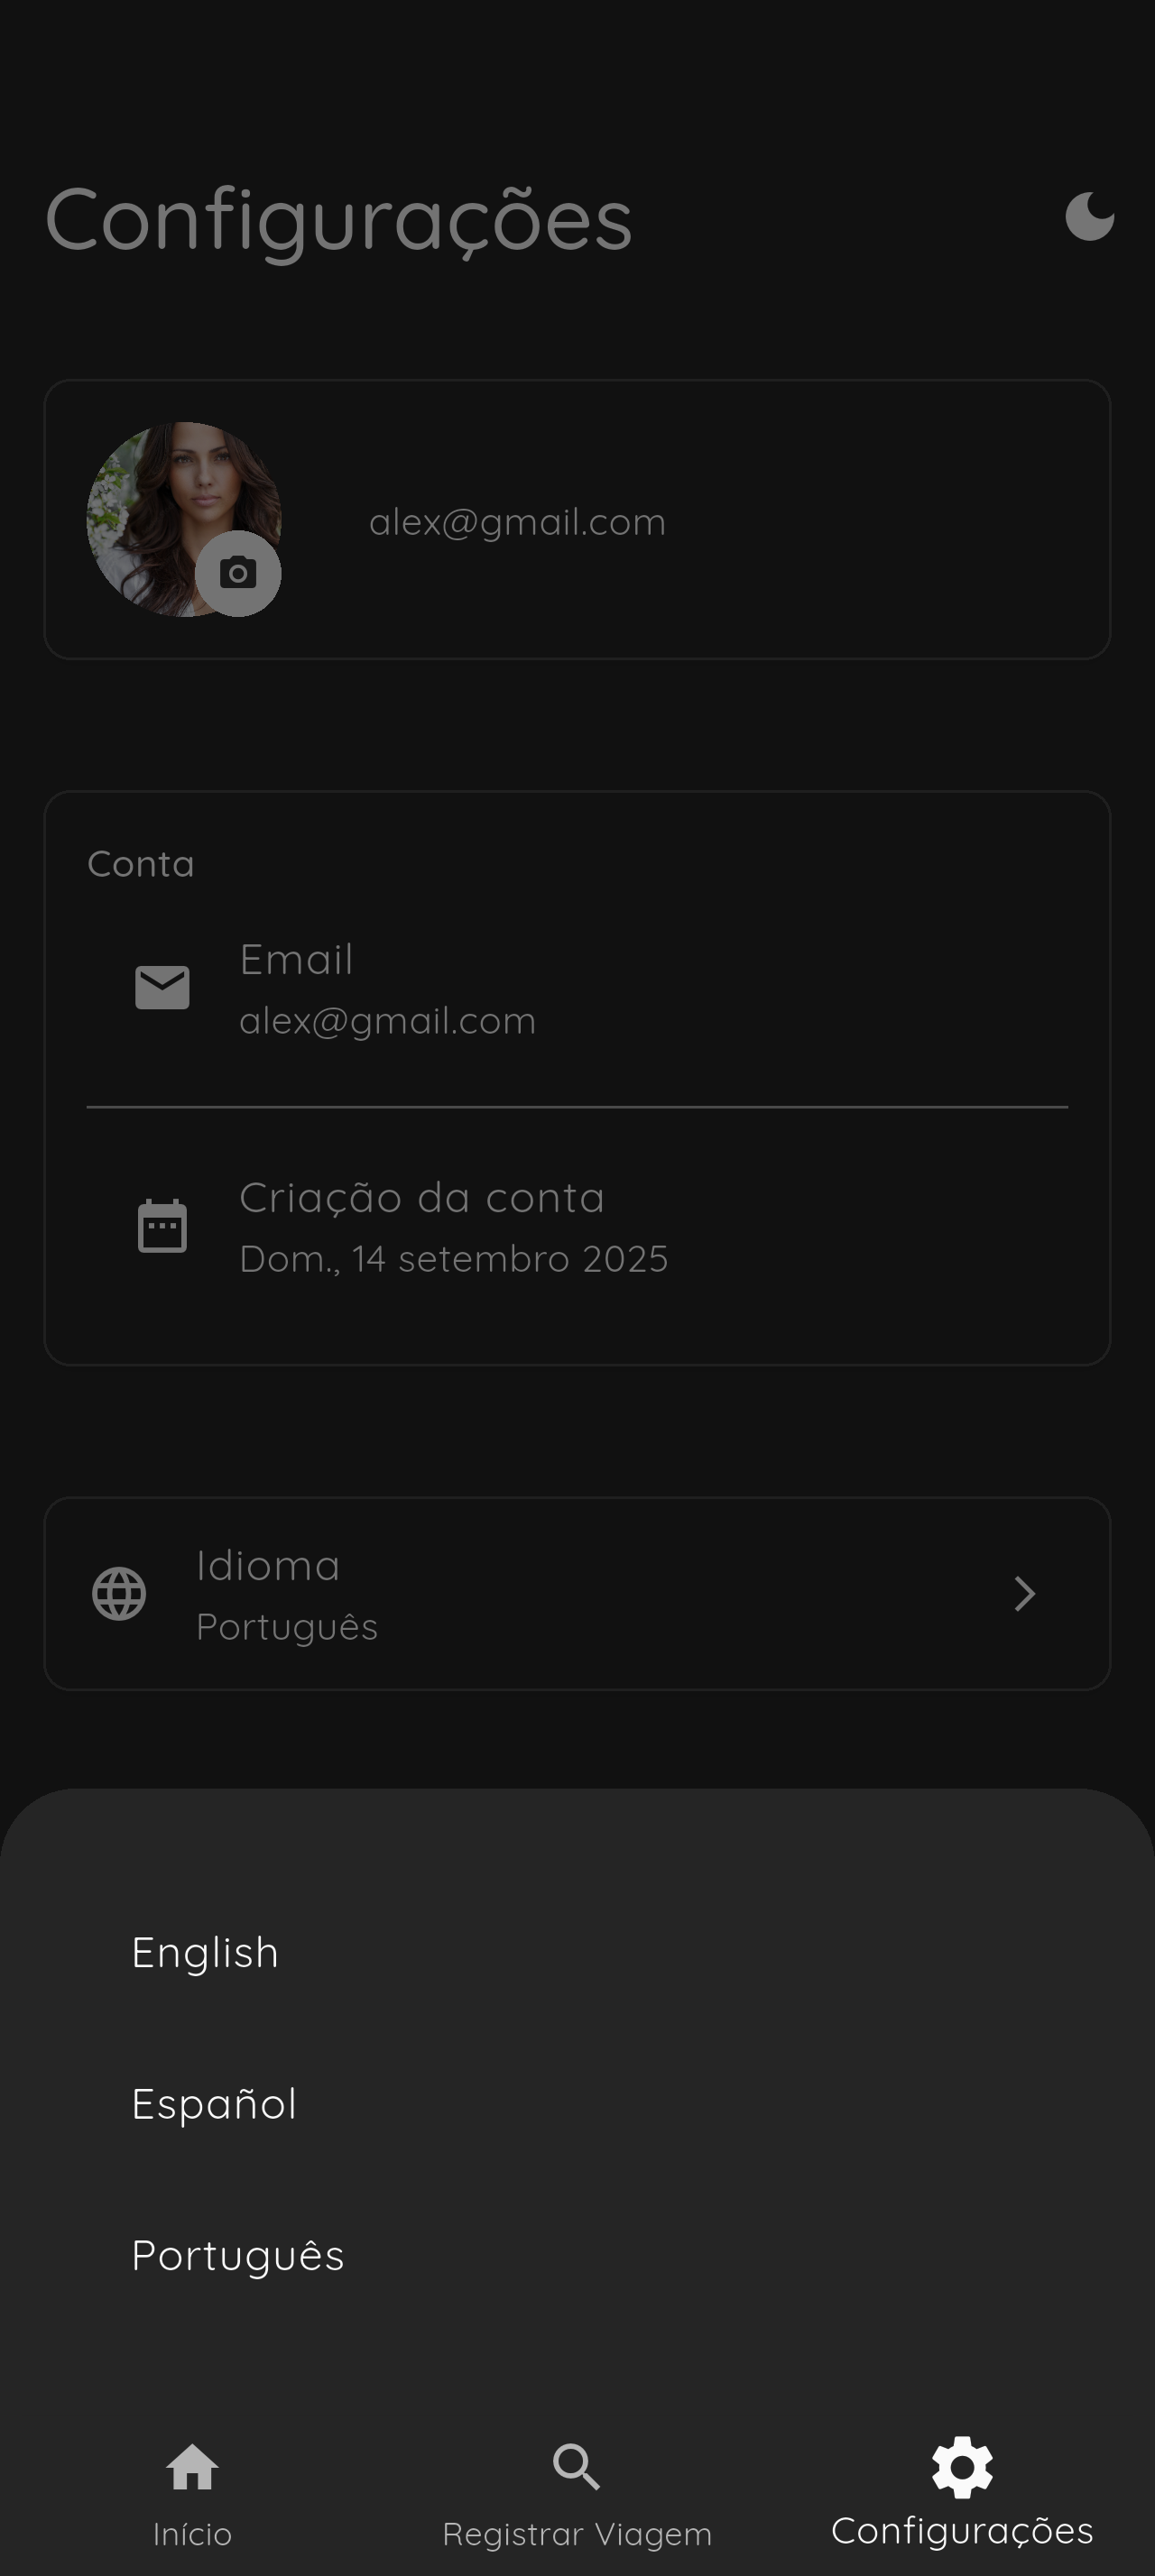 Configurações
alex@gmail.com
Conta
Email
alex@gmail.com
Criação da conta
Dom., 14 setembro 2025
Idioma
Português
English
Español
Português
Início
Registrar Viagem
Configurações